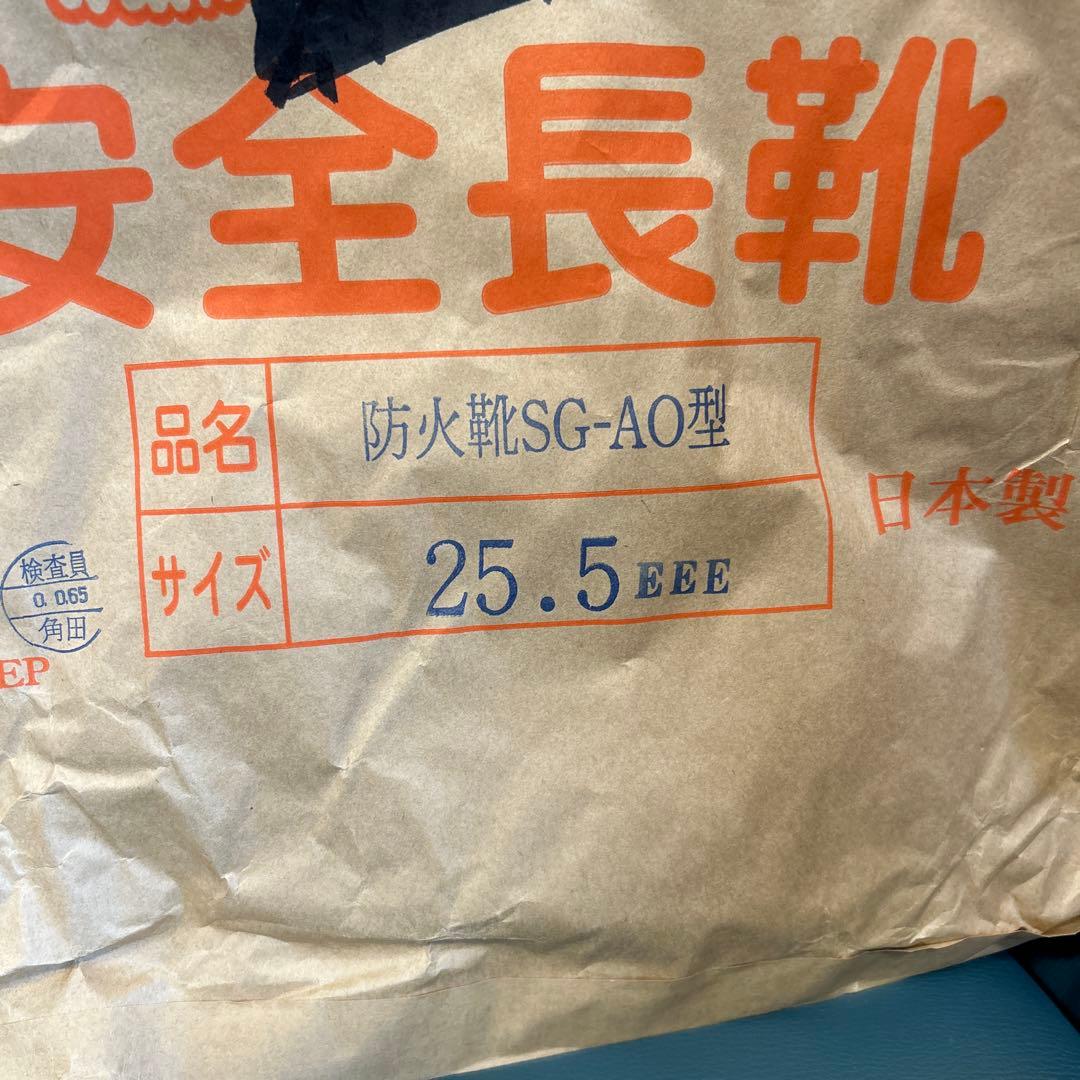 安全長靴
品名 防火靴SG-AO型
サイズ 25.5EEE
日本製
検査員
0. 0.65
角田
EP